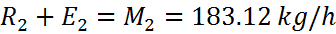 R₂ + E₂ = M₂ = 183.12 kg/h